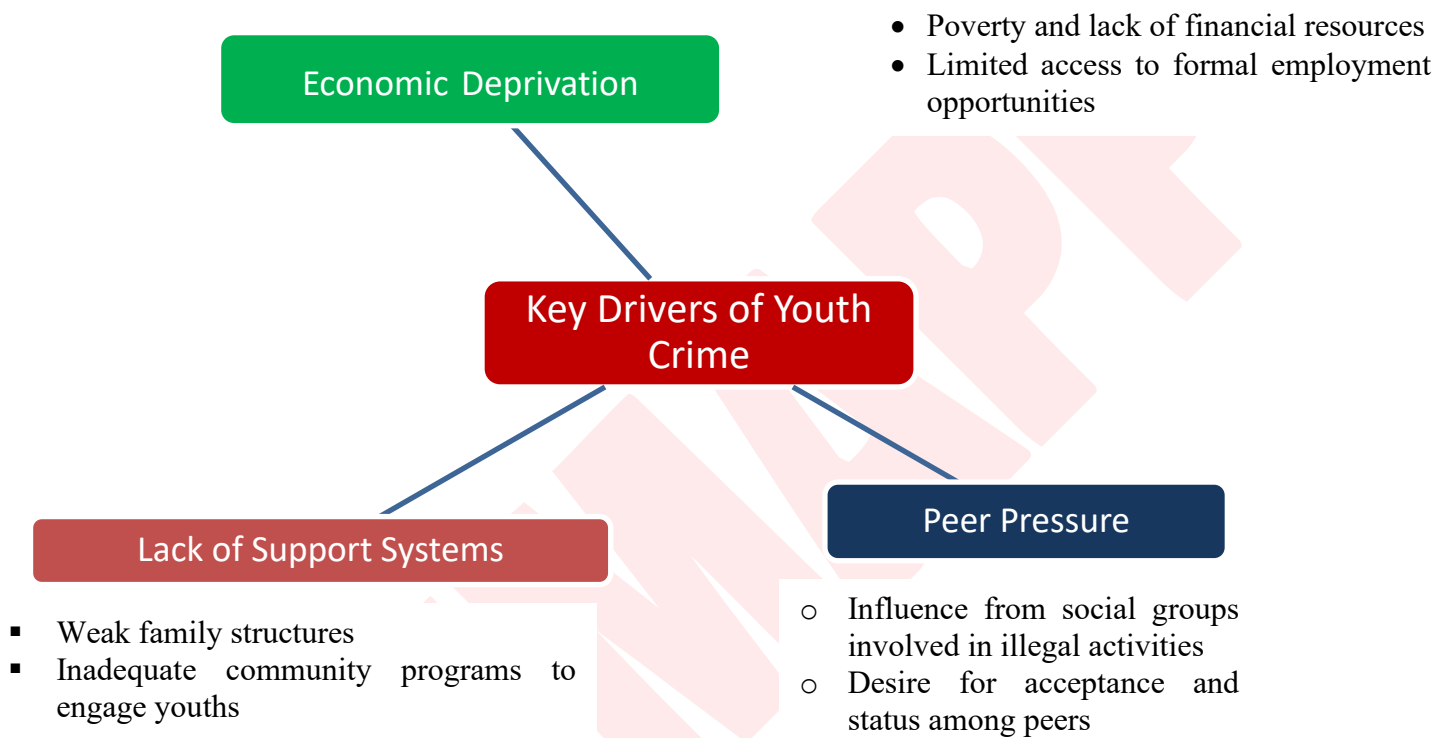 • Poverty and lack of financial resources
• Limited access to formal employment
opportunities
Economic Deprivation
Key Drivers of Youth
Crime
Lack of Support Systems
▪ Weak family structures
▪ Inadequate community programs to
engage youths
Peer Pressure
o Influence from social groups
involved in illegal activities
o Desire for acceptance and
status among peers